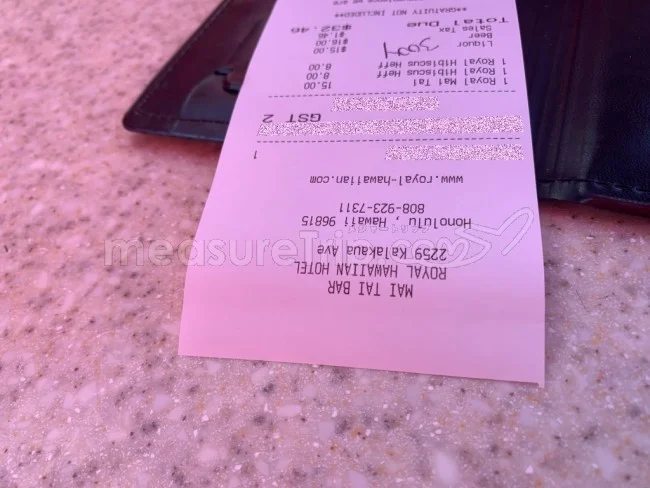 MAI TAI BAR
ROYAL HAWAIIAN HOTEL
2259 Kalakaua Ave
Honolulu, Hawaii 96815
808-923-7311
www.royal-hawaiian.com
1
GST 2
1 Royal Mai Tai 15.00
1 Royal Hibiscus Heff 8.00
1 Royal Hibiscus Heff 8.00
Liquor $15.00
Beer $16.00
Sales Tax $1.46
Total Due $32.46
**GRATUITY NOT INCLUDED**
3004
measureTrip